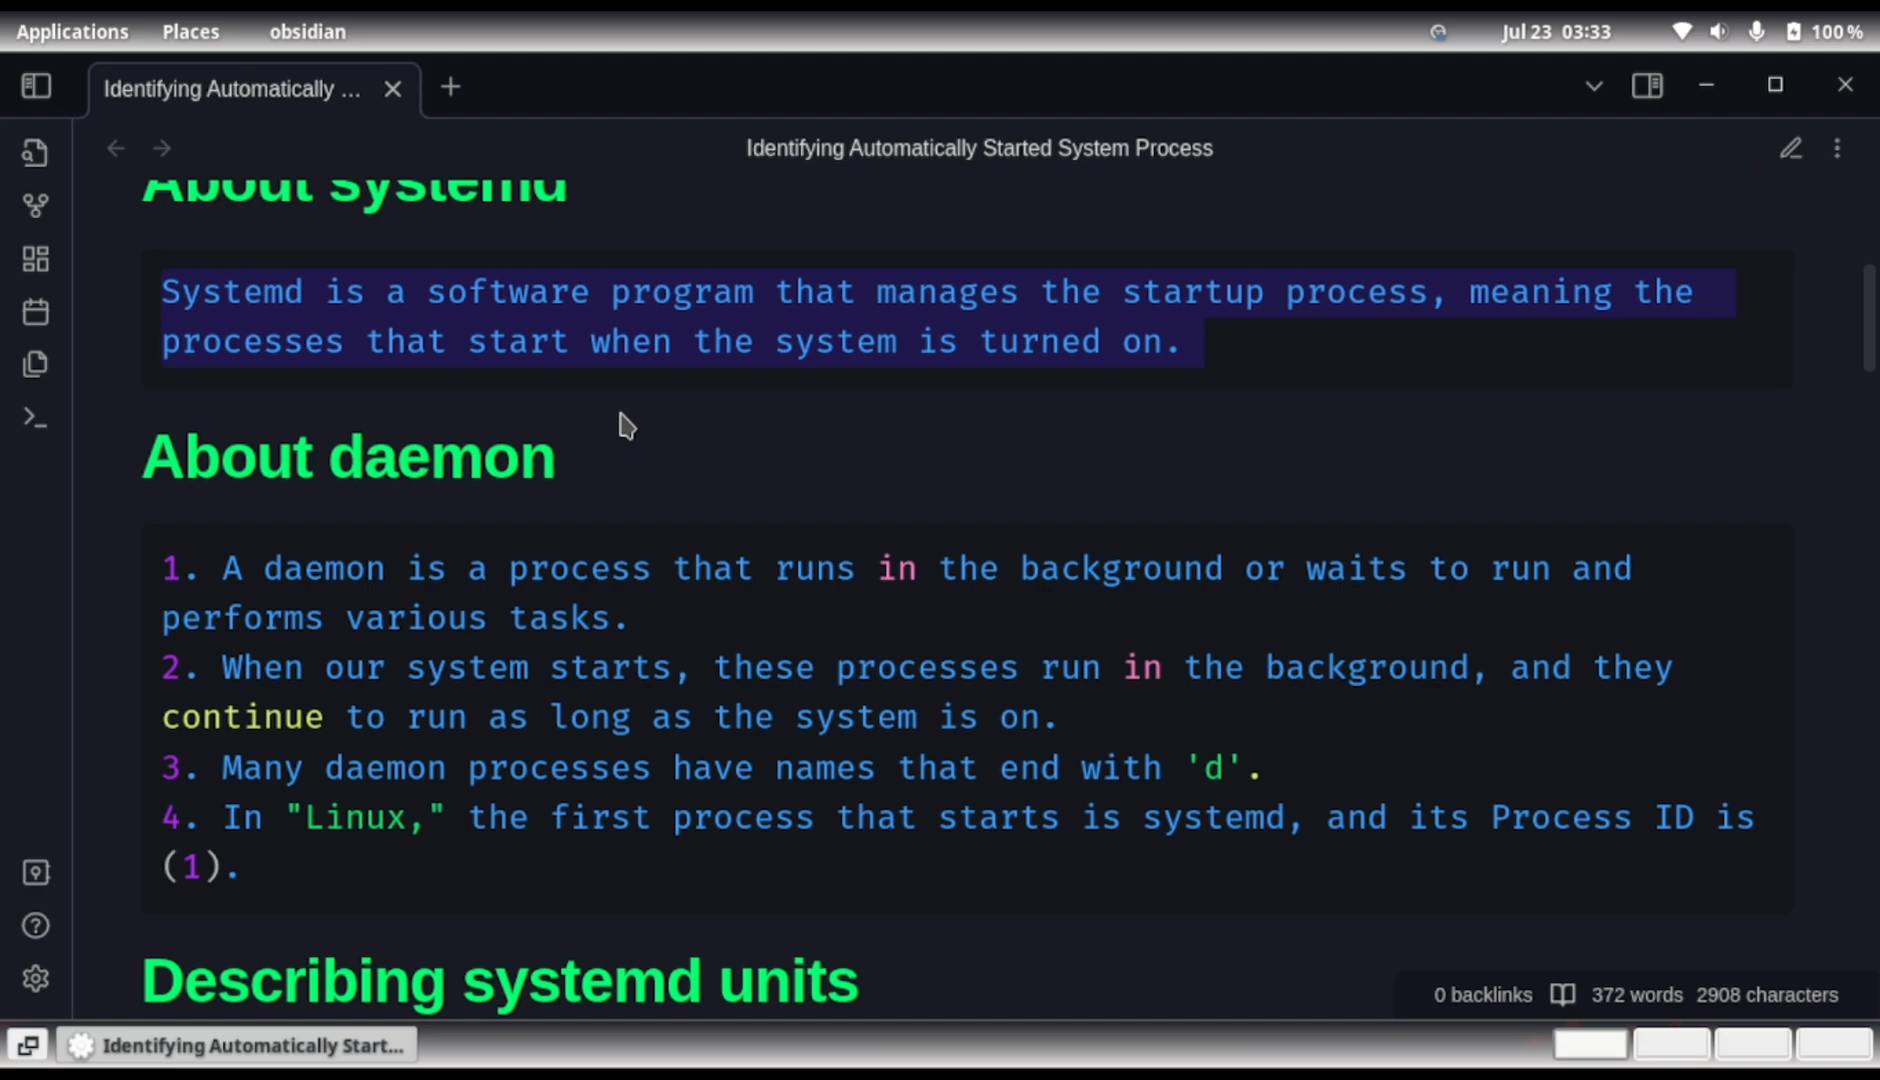 Applications Places obsidian Jul 23 03:33 100 %
Identifying Automatically ...
Identifying Automatically Started System Process
About systemd
Systemd is a software program that manages the startup process, meaning the
processes that start when the system is turned on.
About daemon
1. A daemon is a process that runs in the background or waits to run and
performs various tasks.
2. When our system starts, these processes run in the background, and they
continue to run as long as the system is on.
3. Many daemon processes have names that end with 'd'.
4. In "Linux," the first process that starts is systemd, and its Process ID is
(1).
Describing systemd units
0 backlinks 372 words 2908 characters
Identifying Automatically Start...